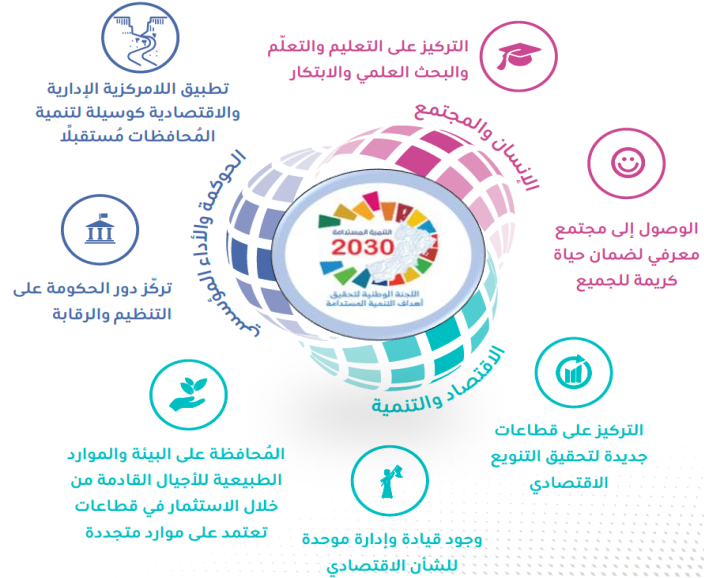 التركيز على التعليم والتعلّم
والبحث العلمي والابتكار
الإنسان والمجتمع
الوصول إلى مجتمع
معرفي لضمان حياة
كريمة للجميع
تطبيق اللامركزية الإدارية
والاقتصادية كوسيلة لتنمية
المُحافظات مُستقبلًا
الحوكمة والأداء المؤسسي
تركّز دور الحكومة على
التنظيم والرقابة
التنمية المستدامة
2030
اللجنة الوطنية لتحقيق
أهداف التنمية المستدامة
الاقتصاد والتنمية
التركيز على قطاعات
جديدة لتحقيق التنويع
الاقتصادي
وجود قيادة وإدارة موحدة
للشأن الاقتصادي
المُحافظة على البيئة والموارد
الطبيعية للأجيال القادمة من
خلال الاستثمار في قطاعات
تعتمد على موارد متجددة